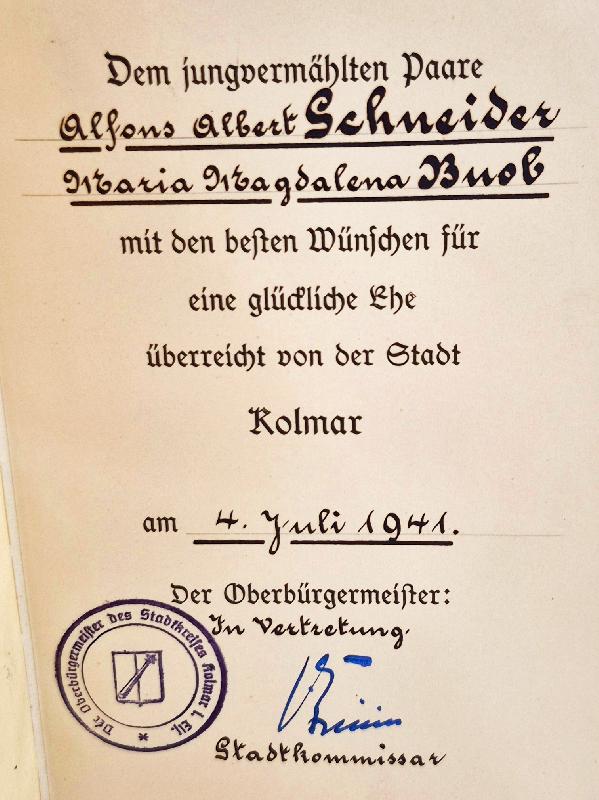 Dem jungvermählten Paare
Alfons Albert Schneider
Maria Magdalena Buob
mit den besten Wünschen für
eine glückliche Ehe
überreicht von der Stadt
Kolmar
am 4. Juli 1941.
Der Oberbürgermeister:
In Vertretung
Der Oberbürgermeister des Stadtkreises Kolmar i. Els.
Stadtkommissar